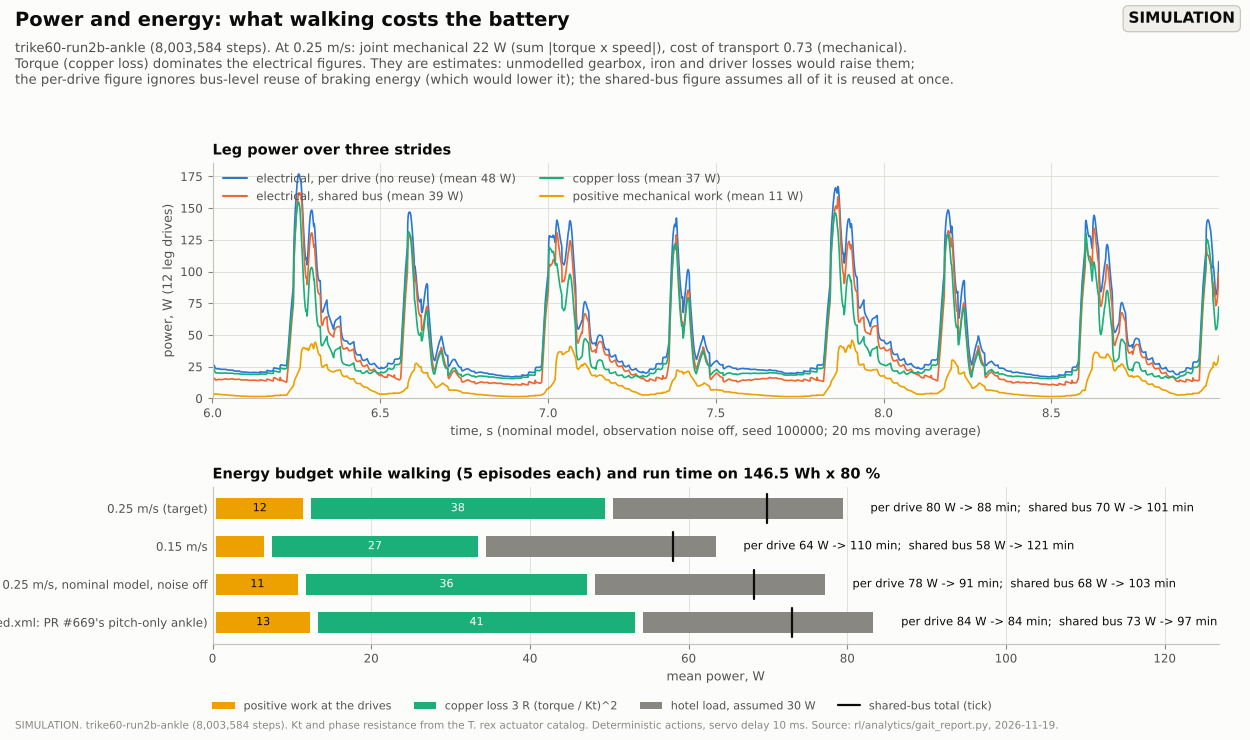 Power and energy: what walking costs the battery
SIMULATION
trike60-run2b-ankle (8,003,584 steps). At 0.25 m/s: joint mechanical 22 W (sum |torque x speed|), cost of transport 0.73 (mechanical).
Torque (copper loss) dominates the electrical figures. They are estimates: unmodelled gearbox, iron and driver losses would raise them;
the per-drive figure ignores bus-level reuse of braking energy (which would lower it); the shared-bus figure assumes all of it is reused at once.
Leg power over three strides
electrical, per drive (no reuse) (mean 48 W)
electrical, shared bus (mean 39 W)
copper loss (mean 37 W)
positive mechanical work (mean 11 W)
power, W (12 leg drives)
175
150
125
100
75
50
25
0
6.0 6.5 7.0 7.5 8.0 8.5
time, s (nominal model, observation noise off, seed 100000; 20 ms moving average)
Energy budget while walking (5 episodes each) and run time on 146.5 Wh x 80 %
0.25 m/s (target) 12 38 per drive 80 W -> 88 min; shared bus 70 W -> 101 min
0.15 m/s 27 per drive 64 W -> 110 min; shared bus 58 W -> 121 min
0.25 m/s, nominal model, noise off 11 36 per drive 78 W -> 91 min; shared bus 68 W -> 103 min
ed.xml: PR #669's pitch-only ankle) 13 41 per drive 84 W -> 84 min; shared bus 73 W -> 97 min
0 20 40 60 80 100 120
mean power, W
positive work at the drives copper loss 3 R (torque / Kt)^2 hotel load, assumed 30 W shared-bus total (tick)
SIMULATION. trike60-run2b-ankle (8,003,584 steps). Kt and phase resistance from the T. rex actuator catalog. Deterministic actions, servo delay 10 ms. Source: rl/analytics/gait_report.py, 2026-11-19.